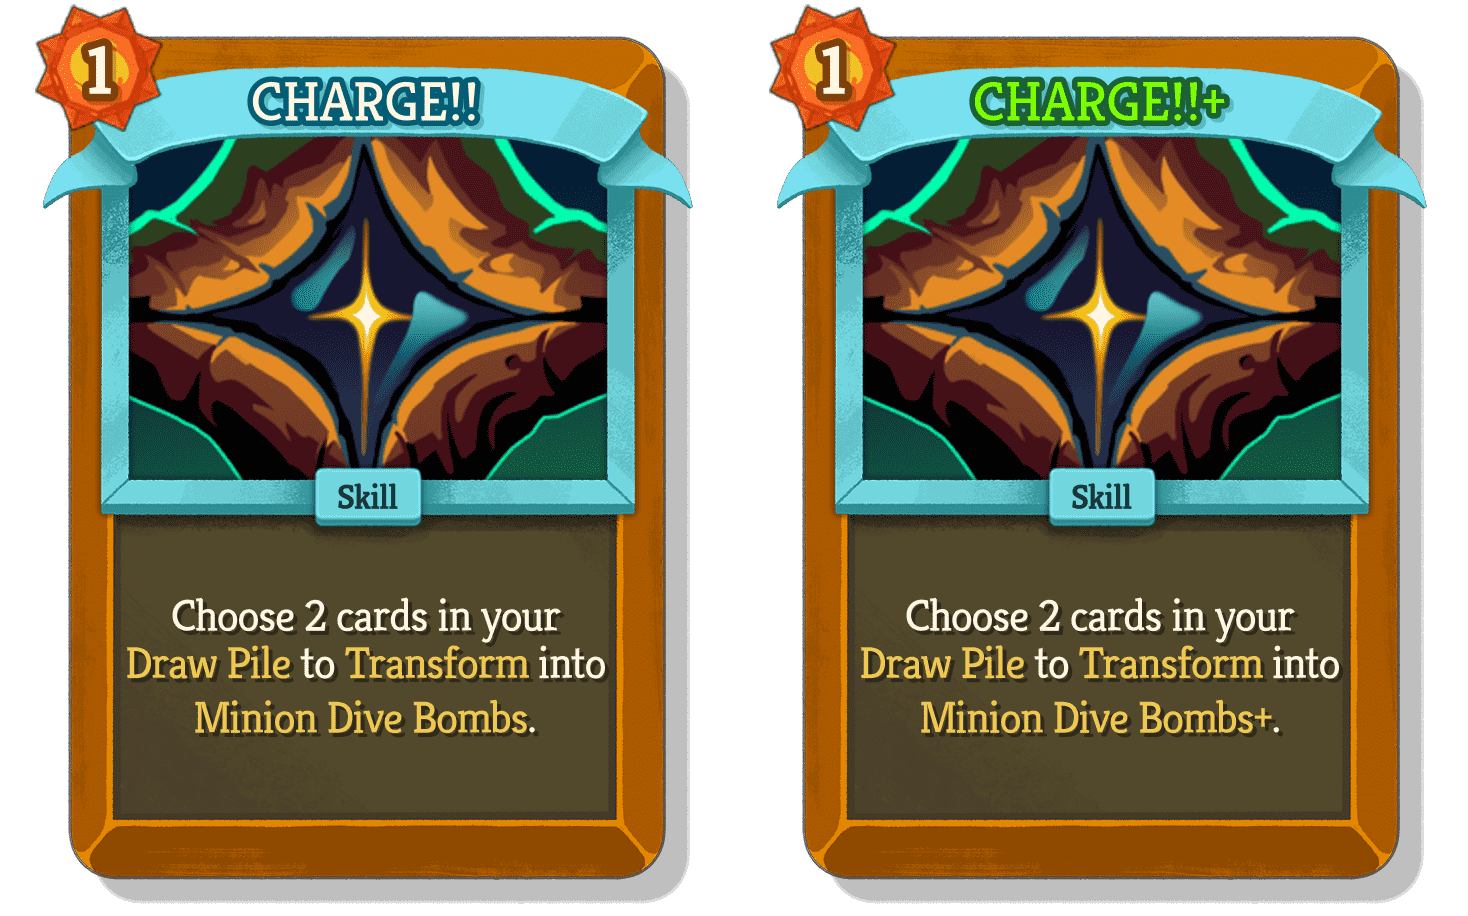 1
CHARGE!!
Skill
Choose 2 cards in your
Draw Pile to Transform into
Minion Dive Bombs.
1
CHARGE!!+
Skill
Choose 2 cards in your
Draw Pile to Transform into
Minion Dive Bombs+.